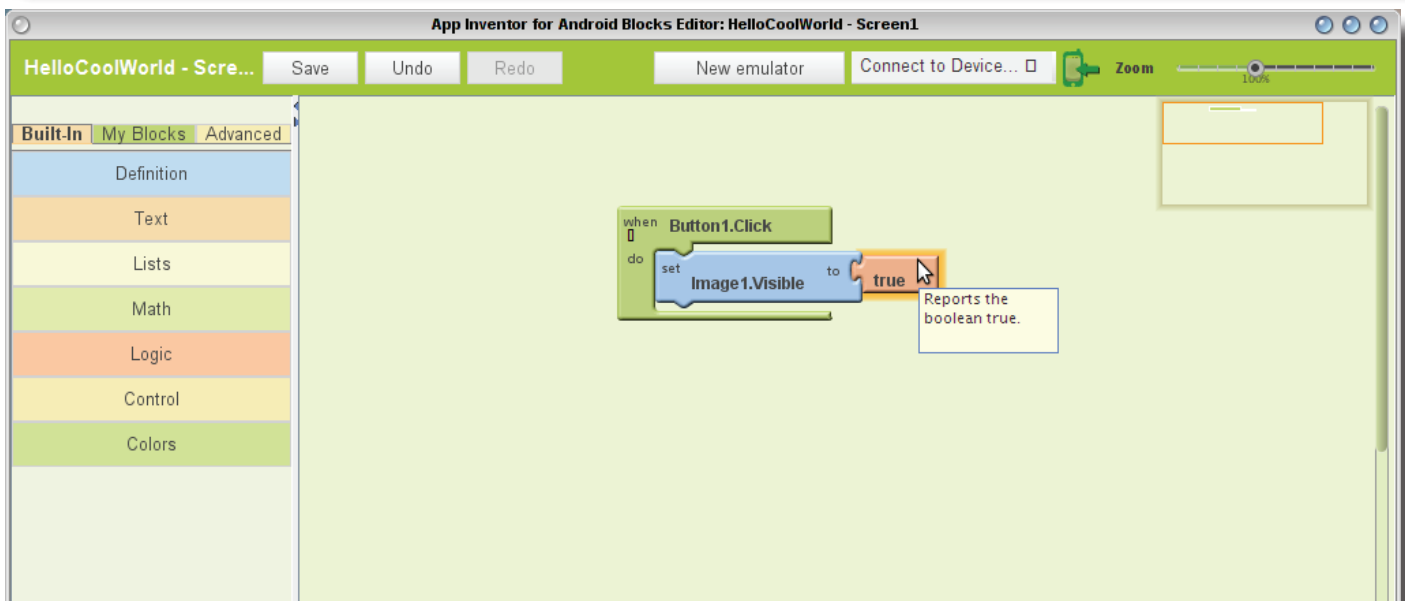 App Inventor for Android Blocks Editor: HelloCoolWorld - Screen1
HelloCoolWorld - Scre... Save Undo Redo New emulator Connect to Device... Zoom
100%
Built-In My Blocks Advanced
Definition
Text
Lists
Math
Logic
Control
Colors
when Button1.Click
do set Image1.Visible to true
Reports the
boolean true.